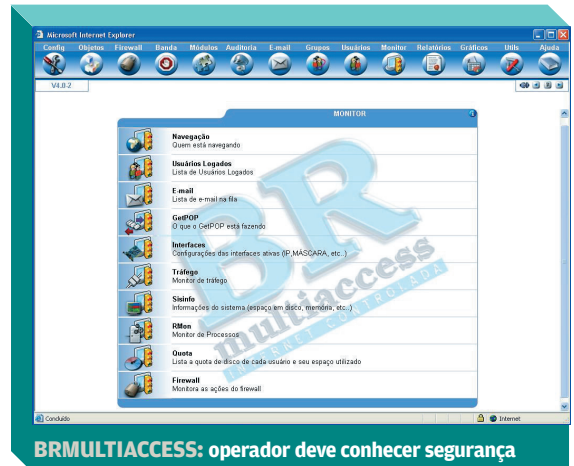 Microsoft Internet Explorer
Config Objetos Firewall Banda Módulos Auditoria E-mail Grupos Usuários Monitor Relatórios Gráficos Utils Ajuda
V4.0-2
MONITOR
Navegação
Quem está navegando
Usuários Logados
Lista de Usuários Logados
E-mail
Lista de e-mail na fila
GetPOP
O que o GetPOP está fazendo
Interfaces
Configurações das interfaces ativas (IP,MÁSCARA, etc..)
Tráfego
Monitor de tráfego
Sisinfo
Informações do sistema (espaço em disco, memória, etc..)
RMon
Monitor de Processos
Quota
Lista a quota de disco de cada usuário e seu espaço utilizado
Firewall
Monitora as ações do firewall
BR
multiaccess
INTERNET CONTROLADA
Concluído
Internet
BRMULTIACCESS: operador deve conhecer segurança